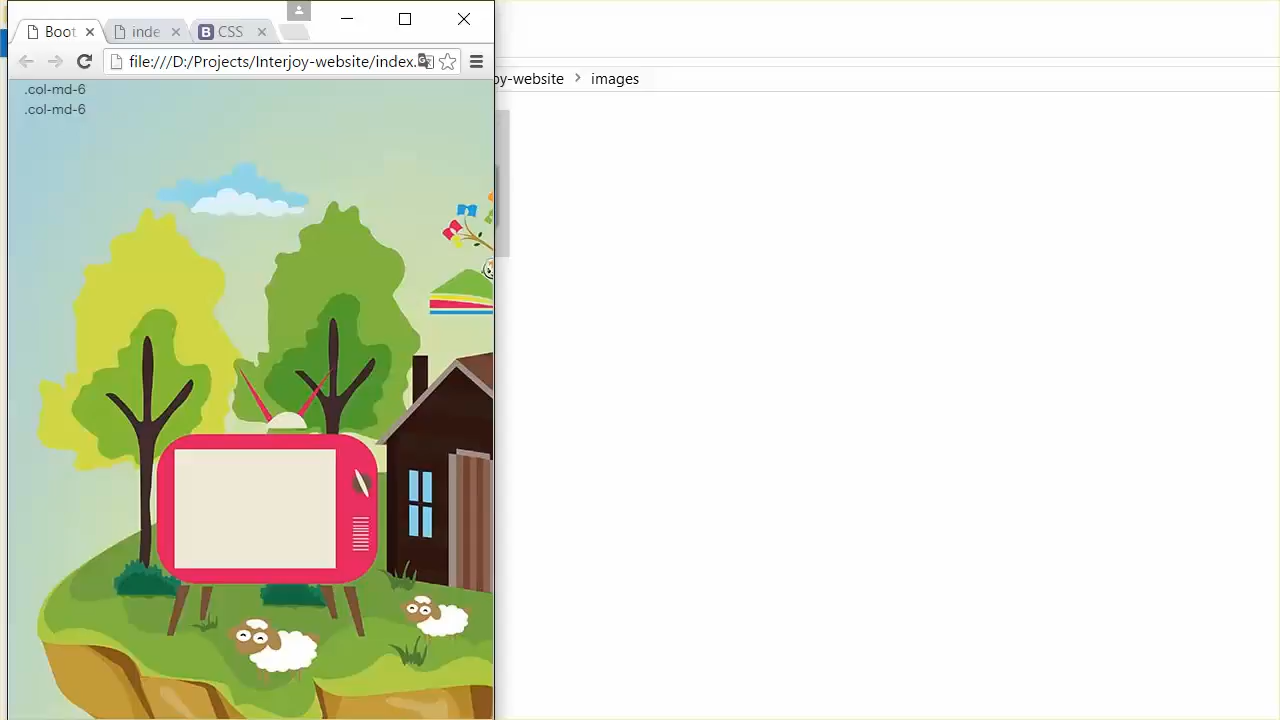 Boot
inde
B CSS
file:///D:/Projects/Interjoy-website/index.
oy-website > images
.col-md-6
.col-md-6